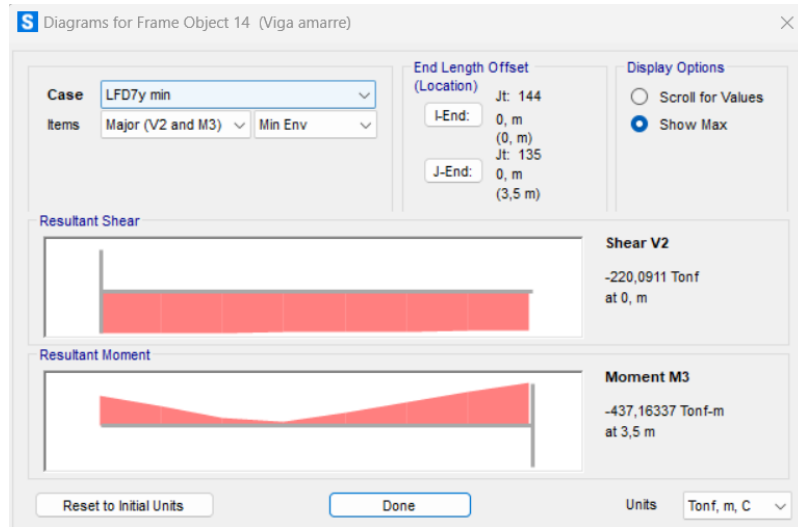 S Diagrams for Frame Object 14 (Viga amarre)
Case LFD7y min
Items Major (V2 and M3) Min Env
End Length Offset
(Location)
I-End:
Jt: 144
0, m
(0, m)
J-End:
Jt: 135
0, m
(3,5 m)
Display Options
Scroll for Values
Show Max
Resultant Shear
Shear V2
-220,0911 Tonf
at 0, m
Resultant Moment
Moment M3
-437,16337 Tonf-m
at 3,5 m
Reset to Initial Units
Done
Units Tonf, m, C